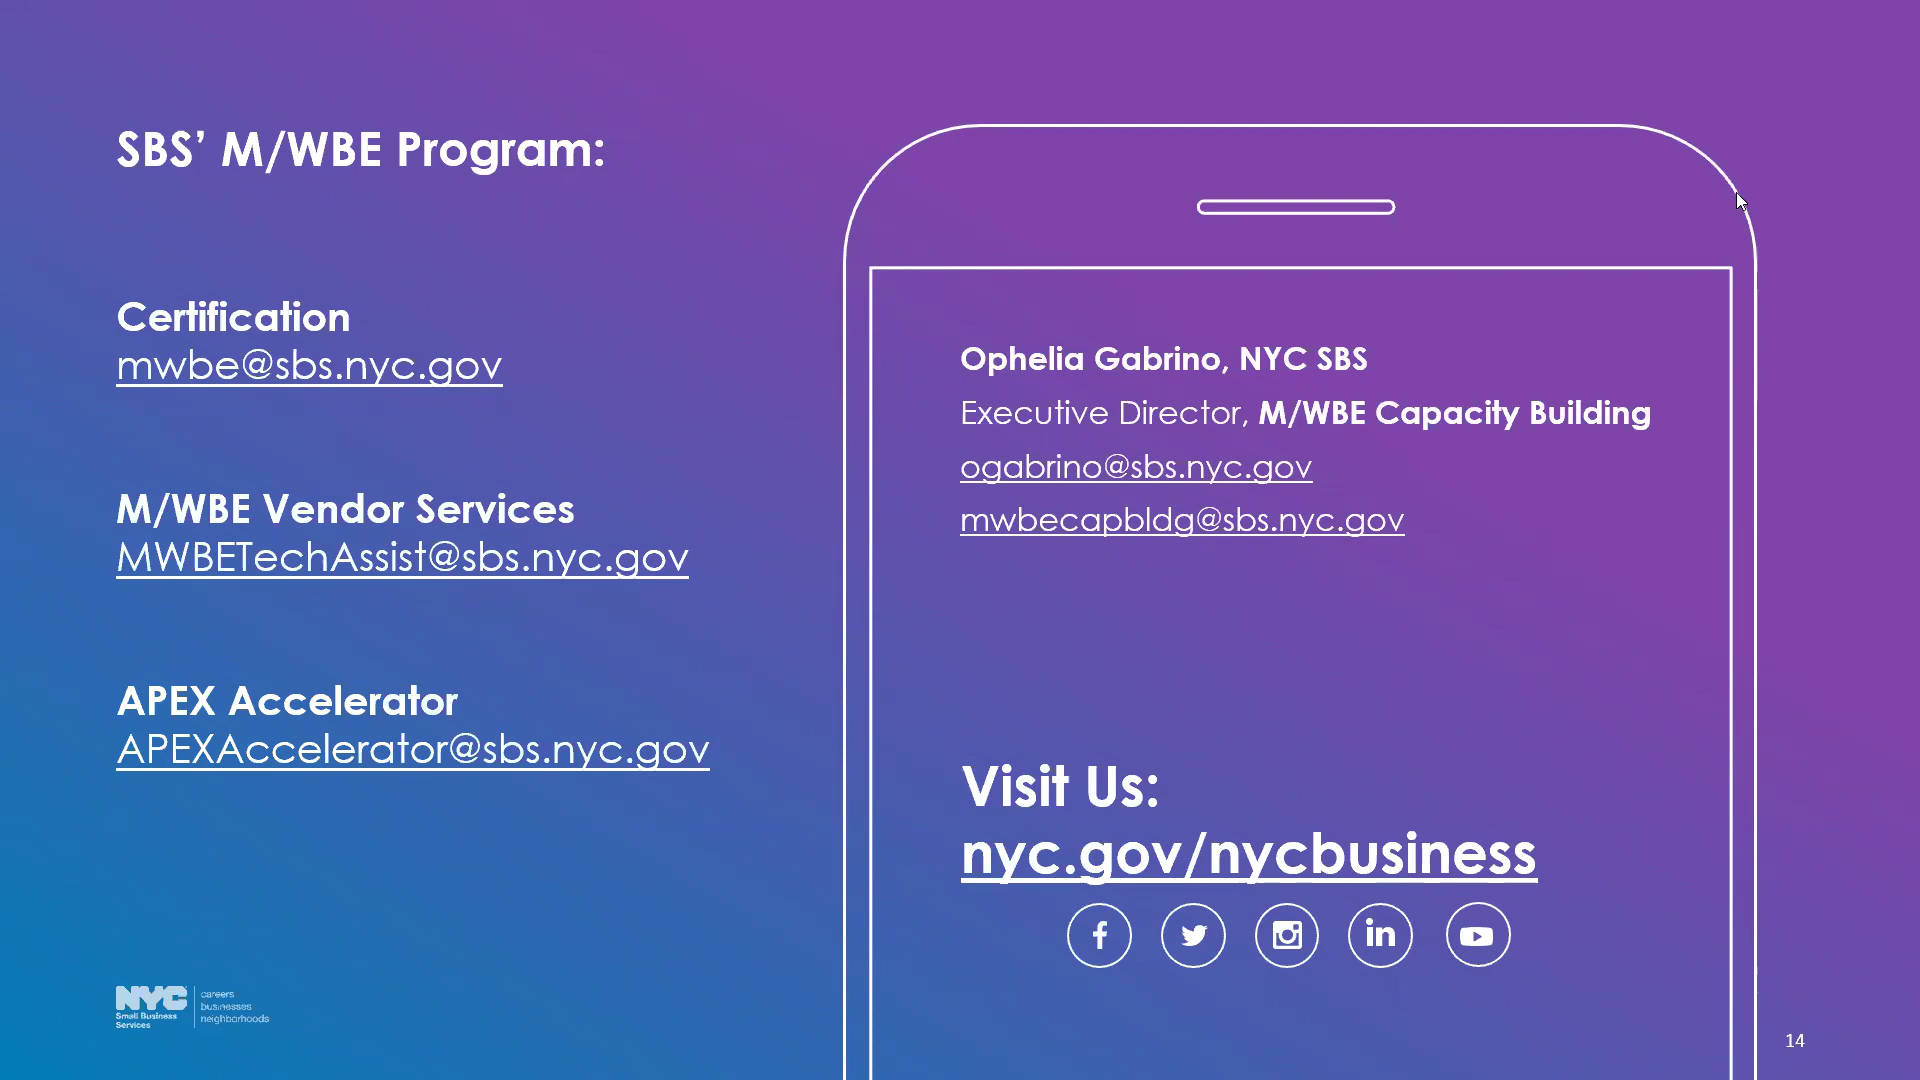 SBS’ M/WBE Program:
Certification
mwbe@sbs.nyc.gov
M/WBE Vendor Services
MWBETechAssist@sbs.nyc.gov
APEX Accelerator
APEXAccelerator@sbs.nyc.gov
Ophelia Gabrino, NYC SBS
Executive Director, M/WBE Capacity Building
ogabrino@sbs.nyc.gov
mwbecapbldg@sbs.nyc.gov
Visit Us:
nyc.gov/nycbusiness
NYC
Small Business
Services
careers
businesses
neighborhoods
14